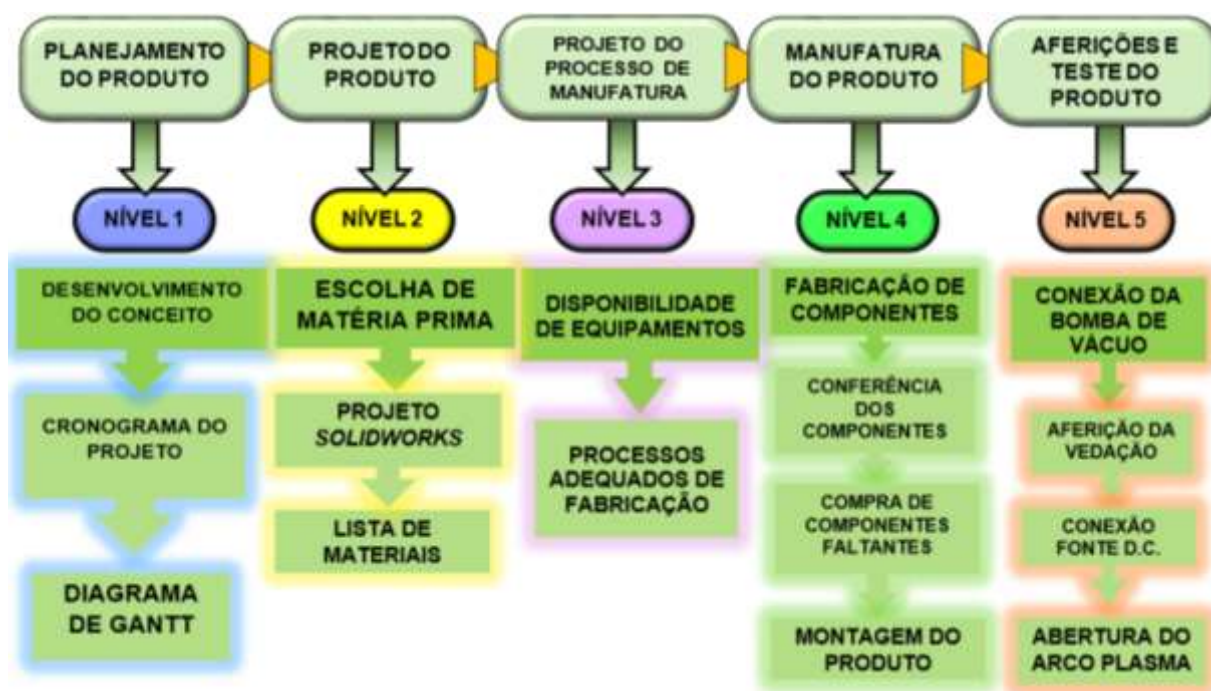 PLANEJAMENTO
DO PRODUTO
PROJETO DO
PRODUTO
PROJETO DO
PROCESSO DE
MANUFATURA
MANUFATURA
DO PRODUTO
AFERIÇÕES E
TESTE DO
PRODUTO
NÍVEL 1
NÍVEL 2
NÍVEL 3
NÍVEL 4
NÍVEL 5
DESENVOLVIMENTO
DO CONCEITO
CRONOGRAMA DO
PROJETO
DIAGRAMA
DE GANTT
ESCOLHA DE
MATÉRIA PRIMA
PROJETO
SOLIDWORKS
LISTA DE
MATERIAIS
DISPONIBILIDADE
DE EQUIPAMENTOS
PROCESSOS
ADEQUADOS DE
FABRICAÇÃO
FABRICAÇÃO DE
COMPONENTES
CONFERÊNCIA
DOS
COMPONENTES
COMPRA DE
COMPONENTES
FALTANTES
MONTAGEM DO
PRODUTO
CONEXÃO DA
BOMBA DE
VÁCUO
AFERIÇÃO DA
VEDAÇÃO
CONEXÃO
FONTE D.C.
ABERTURA DO
ARCO PLASMA